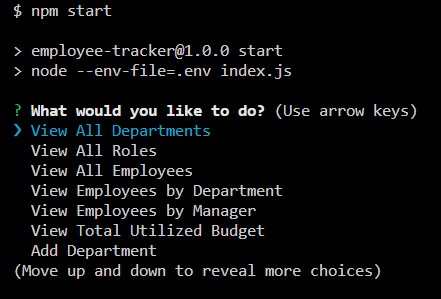 $ npm start
> employee-tracker@1.0.0 start
> node --env-file=.env index.js
? What would you like to do? (Use arrow keys)
❯ View All Departments
View All Roles
View All Employees
View Employees by Department
View Employees by Manager
View Total Utilized Budget
Add Department
(Move up and down to reveal more choices)